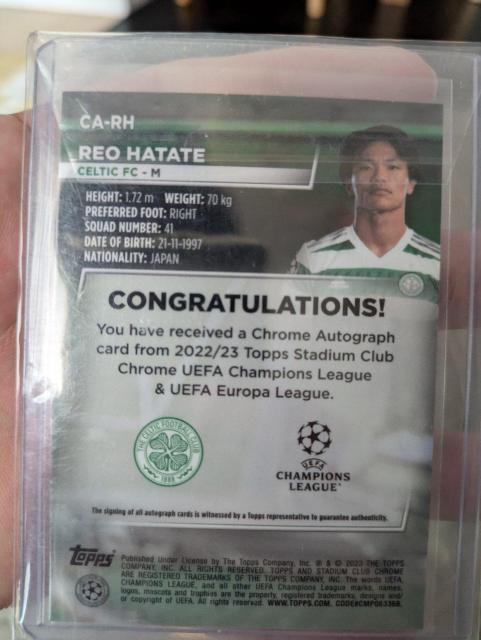 CA-RH
REO HATATE
CELTIC FC - M
HEIGHT: 1.72 m WEIGHT: 70 kg
PREFERRED FOOT: RIGHT
SQUAD NUMBER: 41
DATE OF BIRTH: 21-11-1997
NATIONALITY: JAPAN
CONGRATULATIONS!
You have received a Chrome Autograph
card from 2022/23 Topps Stadium Club
Chrome UEFA Champions League
& UEFA Europa League.
THE CELTIC FOOTBALL CLUB
1888
UEFA
CHAMPIONS
LEAGUE
The signing of all autograph cards is witnessed by a Topps representative to guarantee authenticity.
Topps
Published Under License by The Topps Company, Inc. ® & © 2023 THE TOPPS
COMPANY, INC. ALL RIGHTS RESERVED. TOPPS AND STADIUM CLUB CHROME
ARE REGISTERED TRADEMARKS OF THE TOPPS COMPANY, INC. The words UEFA,
CHAMPIONS LEAGUE, and all other UEFA Champions League marks, names,
logos, mascots and trophies are the property, registered trademarks, designs and/
or copyright of UEFA. All rights reserved. WWW.TOPPS.COM. CODE#CMP083368.